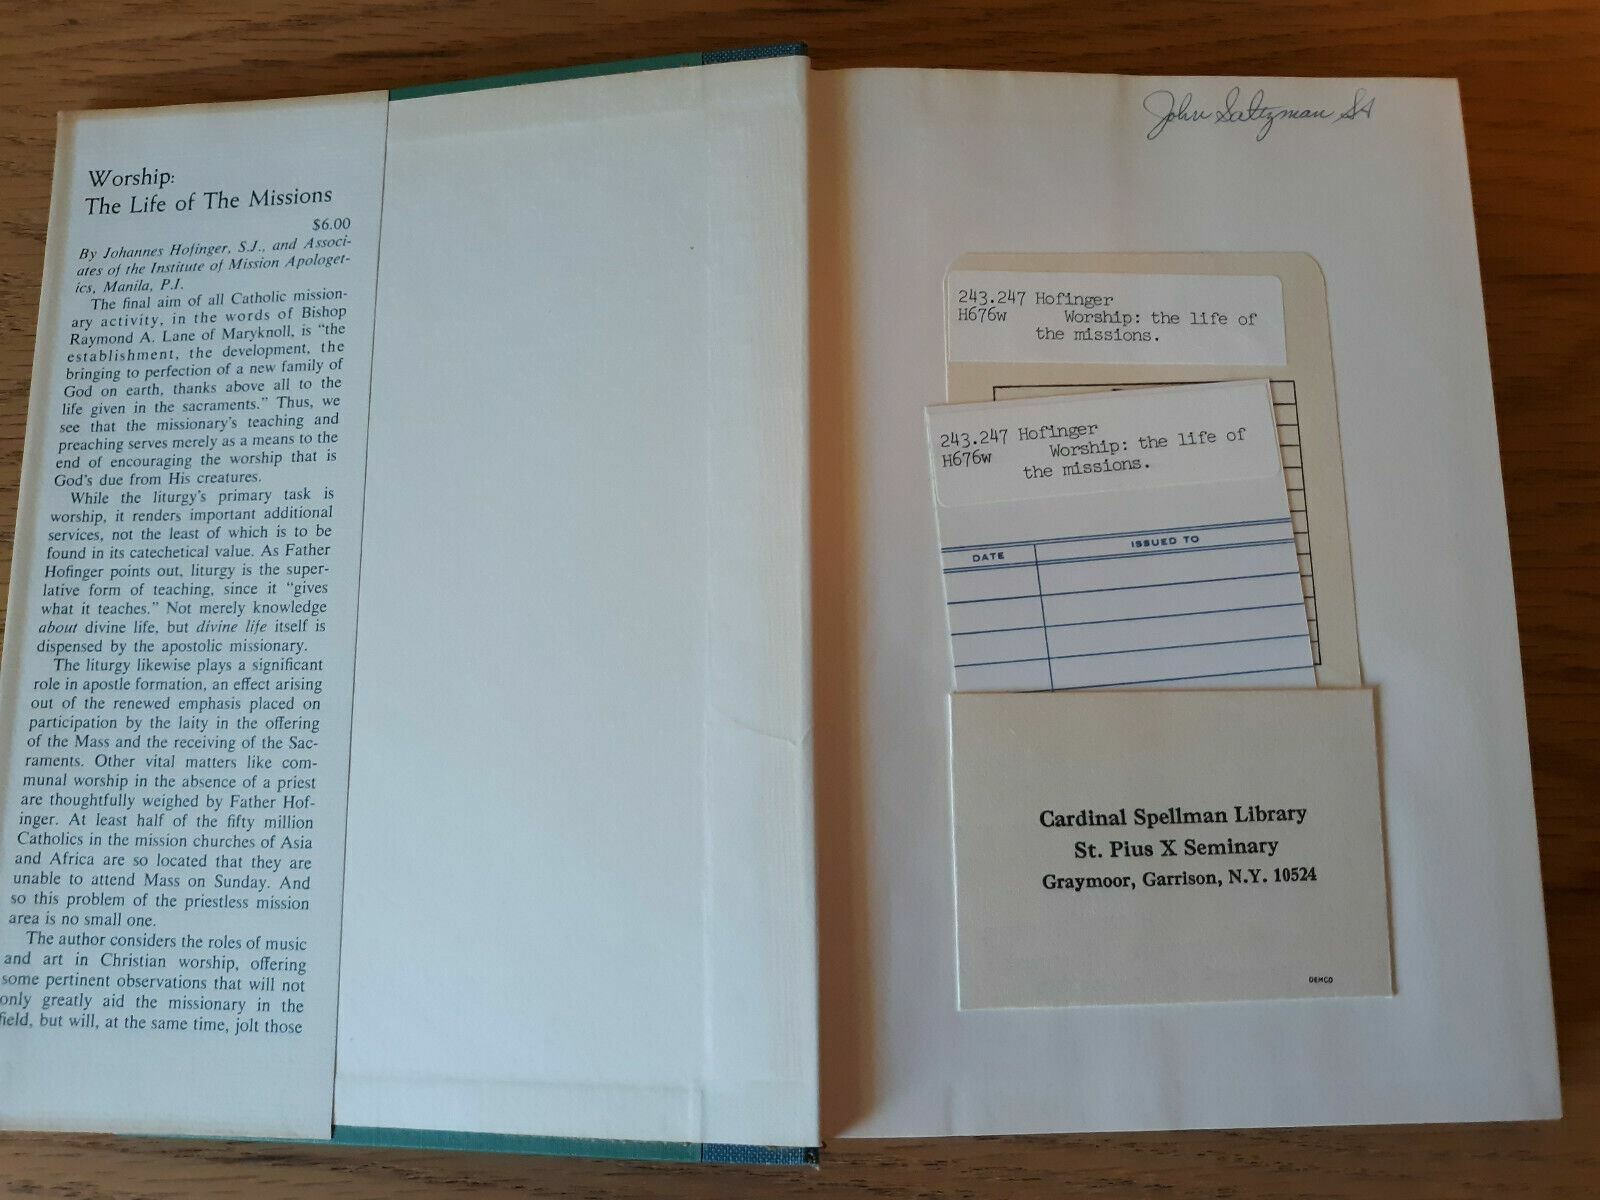 Worship:
The Life of The Missions
$6.00
By Johannes Hofinger, S.J., and Associ-
ates of the Institute of Mission Apologet-
ics, Manila, P.I.
The final aim of all Catholic mission-
ary activity, in the words of Bishop
Raymond A. Lane of Maryknoll, is "the
establishment, the development, the
bringing to perfection of a new family of
God on earth, thanks above all to the
life given in the sacraments." Thus, we
see that the missionary's teaching and
preaching serves merely as a means to the
end of encouraging the worship that is
God's due from His creatures.
While the liturgy's primary task is
worship, it renders important additional
services, not the least of which is to be
found in its catechetical value. As Father
Hofinger points out, liturgy is the super-
lative form of teaching, since it "gives
what it teaches." Not merely knowledge
about divine life, but divine life itself is
dispensed by the apostolic missionary.
The liturgy likewise plays a significant
role in apostle formation, an effect arising
out of the renewed emphasis placed on
participation by the laity in the offering
of the Mass and the receiving of the Sac-
raments. Other vital matters like com-
munal worship in the absence of a priest
are thoughtfully weighed by Father Hof-
inger. At least half of the fifty million
Catholics in the mission churches of Asia
and Africa are so located that they are
unable to attend Mass on Sunday. And
so this problem of the priestless mission
area is no small one.
The author considers the roles of music
and art in Christian worship, offering
some pertinent observations that will not
only greatly aid the missionary in the
field, but will, at the same time, jolt those
John Saltzman SA
243.247 Hofinger
H676w Worship: the life of
the missions.
243.247 Hofinger
H676w Worship: the life of
the missions.
DATE ISSUED TO
Cardinal Spellman Library
St. Pius X Seminary
Graymoor, Garrison, N.Y. 10524
DEMCO